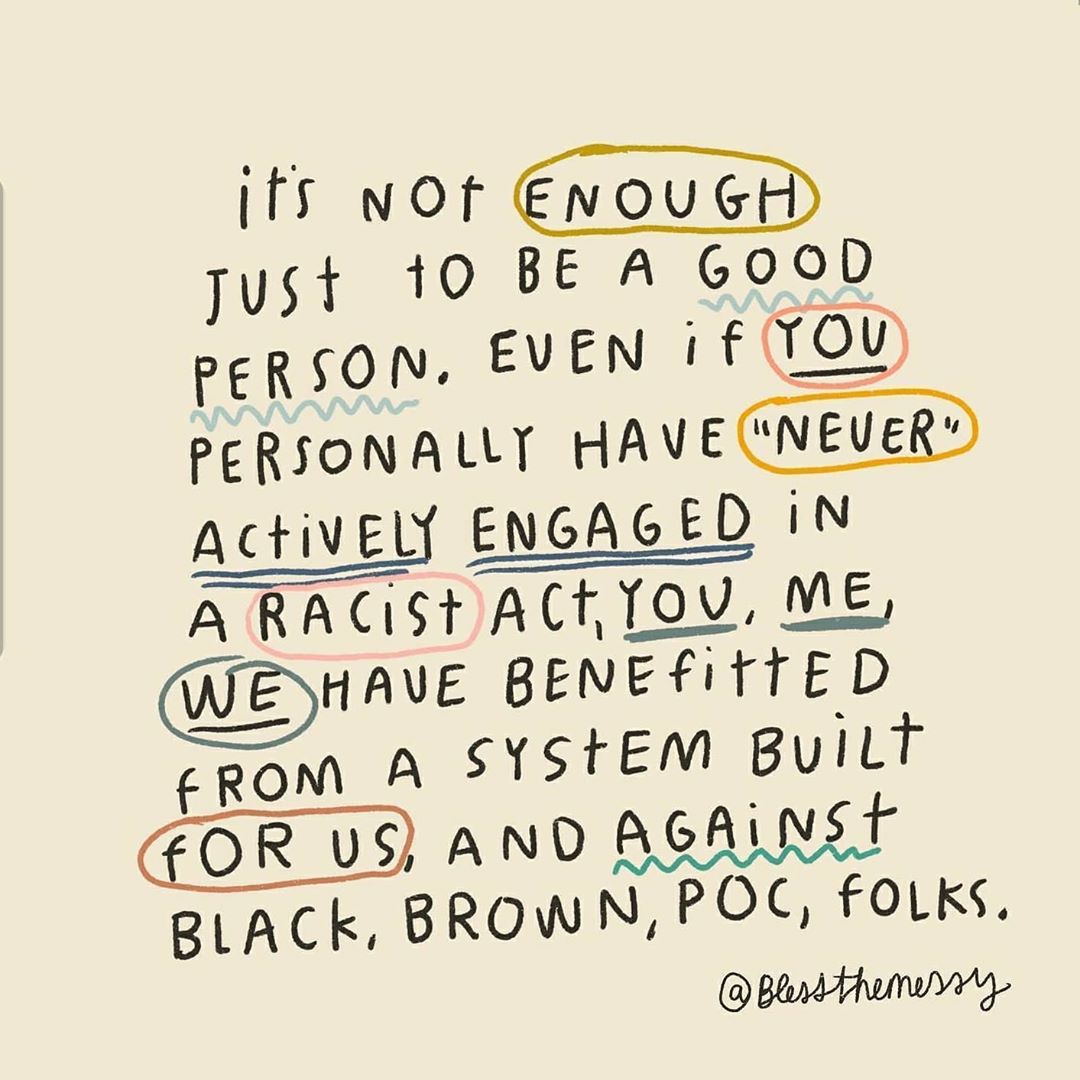 it's NOt ENOUGH
JUSt tO BE A GOOD
PERSON. EVEN if YOU
PERSONALLY HAVE "NEVER"
ACtiVELY ENGAGED iN
A RACiSt ACt, YOU, ME,
WE HAVE BENEfittED
fROM A SYStEM BUiLt
fOR US, AND AGAiNSt
BLACK, BROWN, POC, fOLKS.
@Blessthemessy